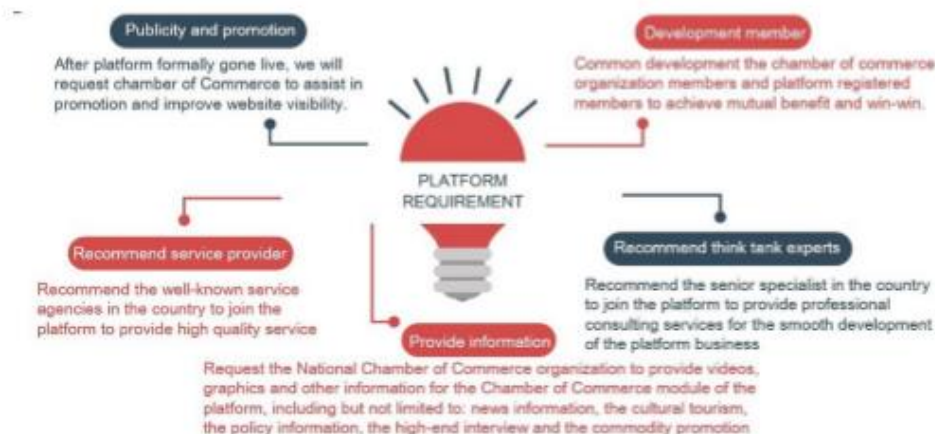 Publicity and promotion
After platform formally gone live, we will
request chamber of Commerce to assist in
promotion and improve website visibility.
Development member
Common development the chamber of commerce
organization members and platform registered
members to achieve mutual benefit and win-win.
PLATFORM
REQUIREMENT
Recommend service provider
Recommend the well-known service
agencies in the country to join the
platform to provide high quality service
Recommend think tank experts
Recommend the senior specialist in the country
to join the platform to provide professional
consulting services for the smooth development
of the platform business
Provide information
Request the National Chamber of Commerce organization to provide videos,
graphics and other information for the Chamber of Commerce module of the
platform, including but not limited to: news information, the cultural tourism,
the policy information, the high-end interview and the commodity promotion